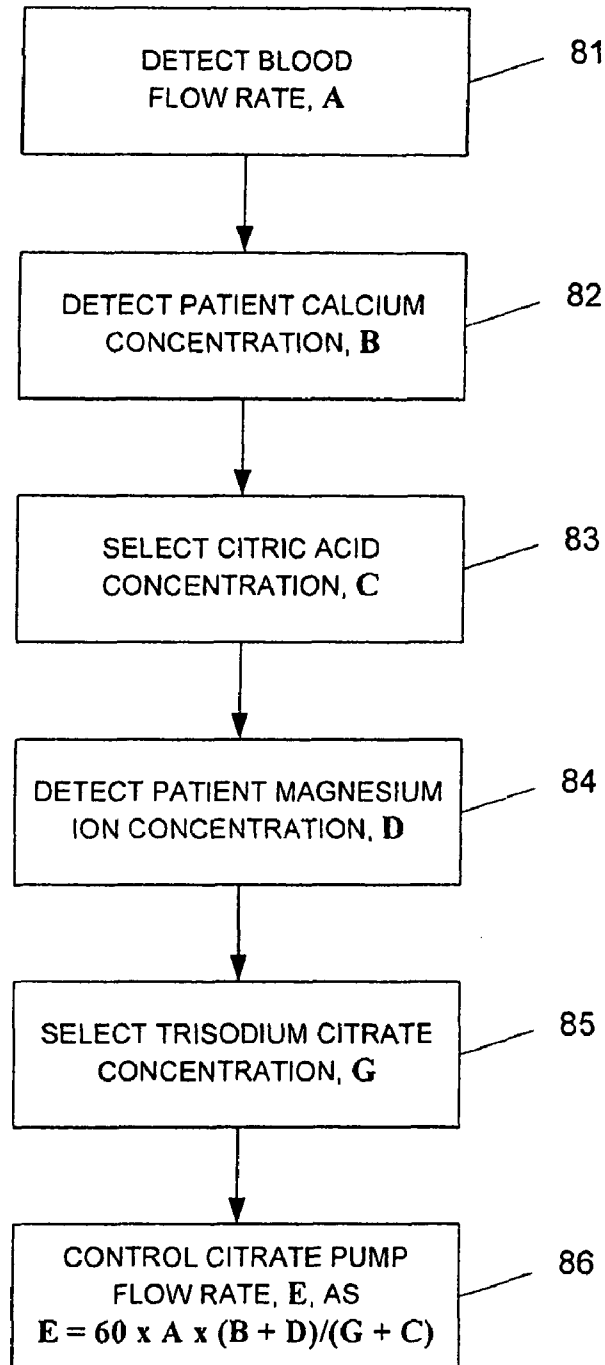 DETECT BLOOD
FLOW RATE, A
81
DETECT PATIENT CALCIUM
CONCENTRATION, B
82
SELECT CITRIC ACID
CONCENTRATION, C
83
DETECT PATIENT MAGNESIUM
ION CONCENTRATION, D
84
SELECT TRISODIUM CITRATE
CONCENTRATION, G
85
CONTROL CITRATE PUMP
FLOW RATE, E, AS
E = 60 x A x (B + D)/(G + C)
86